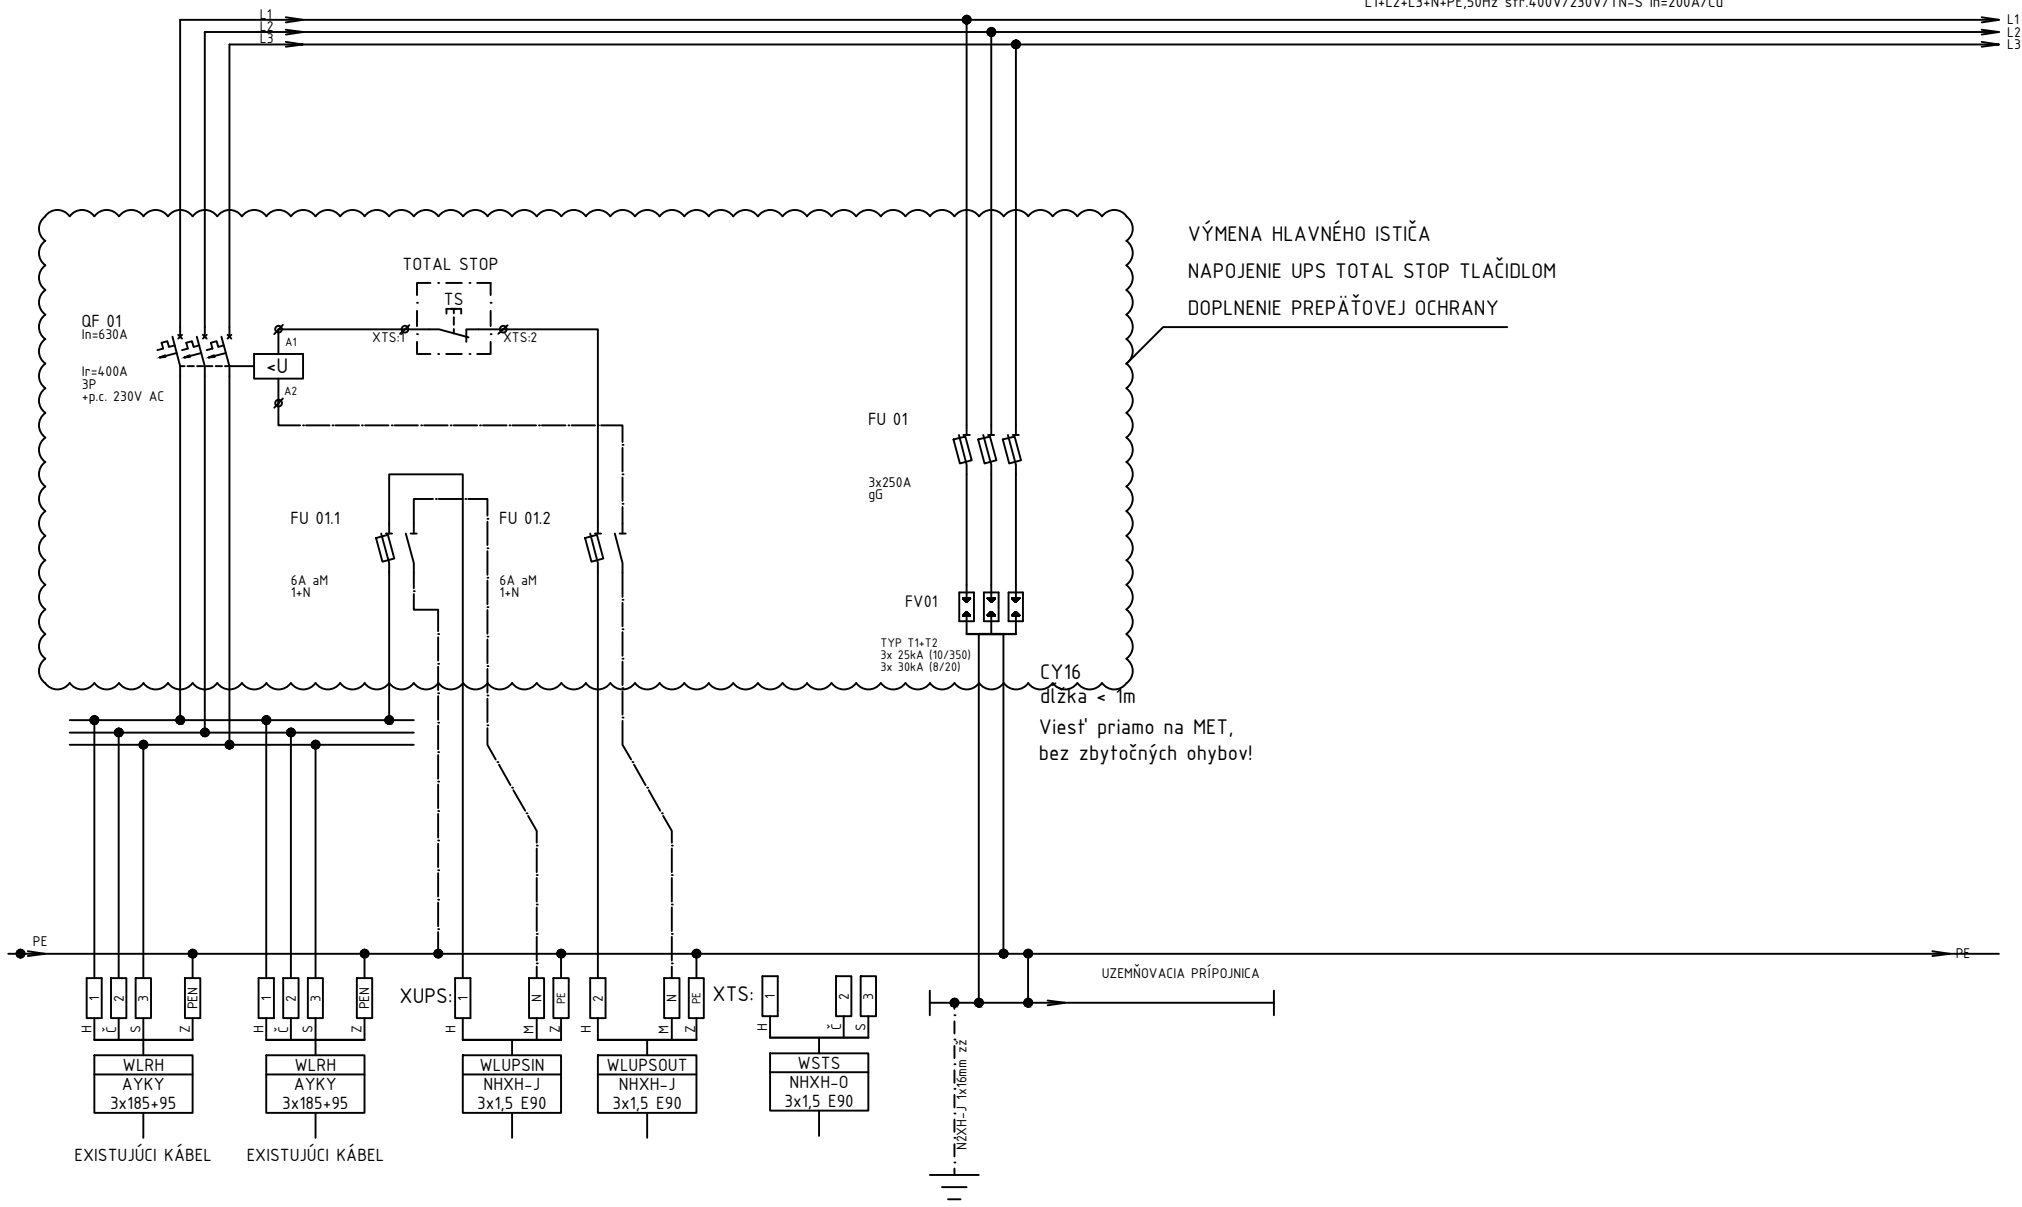 L1+L2+L3+N+PE,50Hz str.400V/230V/TN-S In=200A/Cu
L1
L2
L3
L1
L2
L3
VÝMENA HLAVNÉHO ISTIČA
NAPOJENIE UPS TOTAL STOP TLAČIDLOM
DOPLNENIE PREPÄŤOVEJ OCHRANY
TOTAL STOP
TS
XTS:1
XTS:2
QF 01
In=630A
Ir=400A
3P
+p.c. 230V AC
A1
<U
A2
FU 01
3x250A
gG
FU 01.1
6A aM
1+N
FU 01.2
6A aM
1+N
FV01
TYP T1+T2
3x 25kA (10/350)
3x 30kA (8/20)
CY16
dĺžka < 1m
Viesť priamo na MET,
bez zbytočných ohybov!
PE
PE
UZEMŇOVACIA PRÍPOJNICA
1
2
3
PEN
1
2
3
PEN
XUPS:
1
N
PE
2
N
PE
XTS:
1
2
3
H
Č
S
Z
H
Č
S
Z
H
M
Z
H
M
Z
H
Č
S
WLRH
AYKY
3x185+95
EXISTUJÚCI KÁBEL
WLRH
AYKY
3x185+95
EXISTUJÚCI KÁBEL
WLUPSIN
NHXH-J
3x1,5 E90
WLUPSOUT
NHXH-J
3x1,5 E90
WSTS
NHXH-O
3x1,5 E90
N2XH-J 1x16mm zž